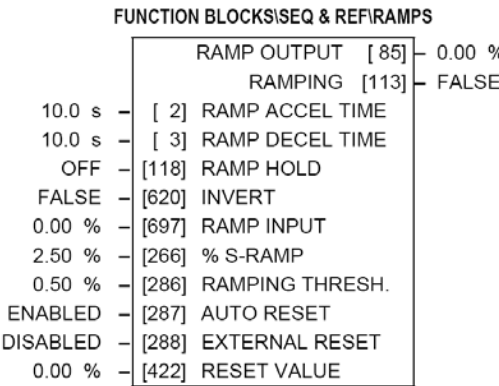 FUNCTION BLOCKS\SEQ & REF\RAMPS
RAMP OUTPUT [ 85] – 0.00 %
RAMPING [113] – FALSE
10.0 s – [ 2] RAMP ACCEL TIME
10.0 s – [ 3] RAMP DECEL TIME
OFF – [118] RAMP HOLD
FALSE – [620] INVERT
0.00 % – [697] RAMP INPUT
2.50 % – [266] % S-RAMP
0.50 % – [286] RAMPING THRESH.
ENABLED – [287] AUTO RESET
DISABLED – [288] EXTERNAL RESET
0.00 % – [422] RESET VALUE